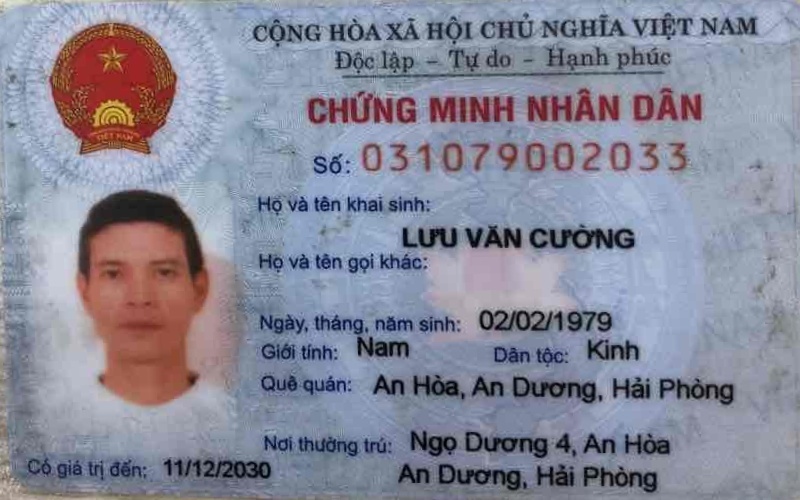 CỘNG HÒA XÃ HỘI CHỦ NGHĨA VIỆT NAM
Độc lập – Tự do – Hạnh phúc
CHỨNG MINH NHÂN DÂN
Số: 031079002033
Họ và tên khai sinh:
LƯU VĂN CƯỜNG
Họ và tên gọi khác:
Ngày, tháng, năm sinh: 02/02/1979
Giới tính: Nam Dân tộc: Kinh
Quê quán: An Hòa, An Dương, Hải Phòng
Nơi thường trú: Ngọ Dương 4, An Hòa
An Dương, Hải Phòng
Có giá trị đến: 11/12/2030
VIỆT NAM